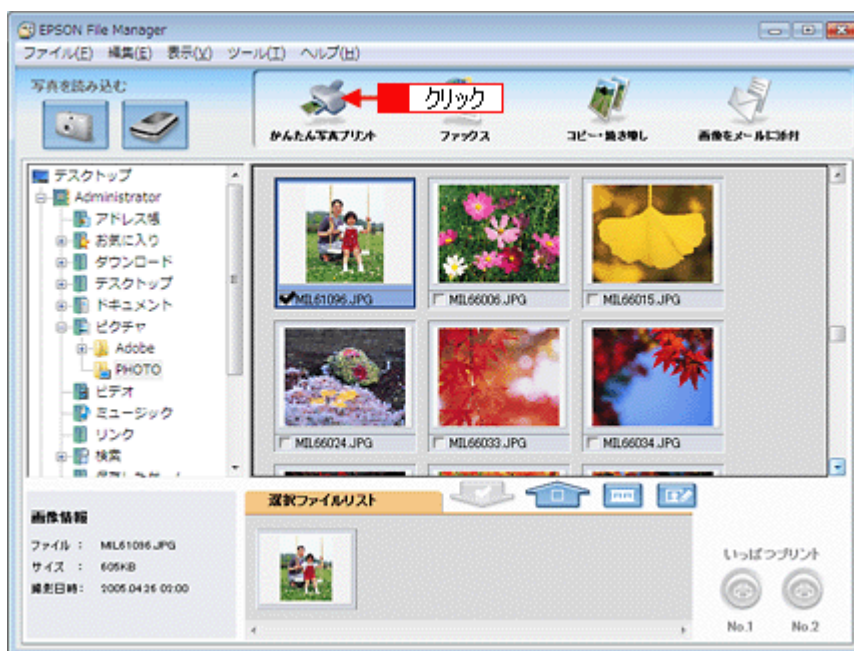 EPSON File Manager
ファイル(F) 編集(E) 表示(V) ツール(T) ヘルプ(H)
写真を読み込む
クリック
かんたん写真プリント
ファックス
コピー・焼き増し
画像をメールに添付
デスクトップ
Administrator
アドレス帳
お気に入り
ダウンロード
デスクトップ
ドキュメント
ピクチャ
Adobe
PHOTO
ビデオ
ミュージック
リンク
検索
MIL61096.JPG
MIL66006.JPG
MIL66015.JPG
MIL66024.JPG
MIL66033.JPG
MIL66034.JPG
選択ファイルリスト
画像情報
ファイル : MIL61096.JPG
サイズ : 605KB
撮影日時: 2005.04.26 02:00
いっぱつプリント
No.1
No.2